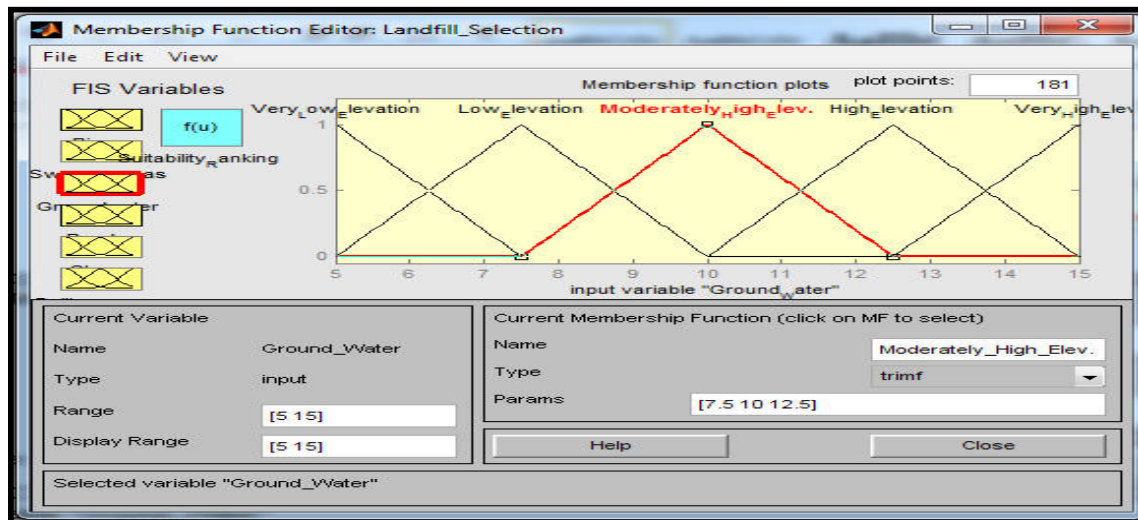 Membership Function Editor: Landfill_Selection
File Edit View
FIS Variables
Membership function plots plot points: 181
f(u)
Suitability_Ranking
Very_Low_Elevation Low_Elevation Moderately_High_Elev. High_Elevation Very_High_Elev
1
0.5
0
5 6 7 8 9 10 11 12 13 14 15
input variable "Ground_Water"
Current Variable
Name Ground_Water
Type input
Range [5 15]
Display Range [5 15]
Current Membership Function (click on MF to select)
Name Moderately_High_Elev.
Type trimf
Params [7.5 10 12.5]
Help Close
Selected variable "Ground_Water"